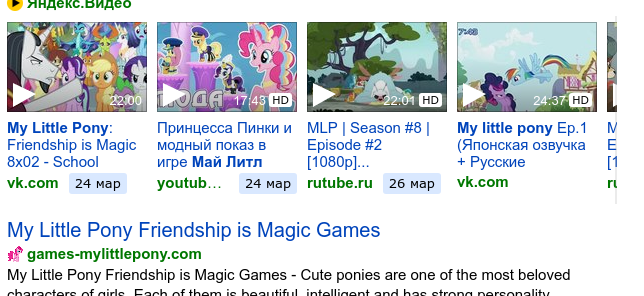 Яндекс.Видео
22:00
МОДА
17:43 HD
22:01 HD
7:48
24:37 HD
My Little Pony: Friendship is Magic 8x02 - School
vk.com 24 мар
Принцесса Пинки и модный показ в игре Май Литл
youtub… 24 мар
MLP | Season #8 | Episode #2 [1080p]...
rutube.ru 26 мар
My little pony Ep.1 (Японская озвучка + Русские
vk.com
My Little Pony Friendship is Magic Games
games-mylittlepony.com
My Little Pony Friendship is Magic Games - Cute ponies are one of the most beloved
characters of girls. Each of them is beautiful, intelligent and has strong personality